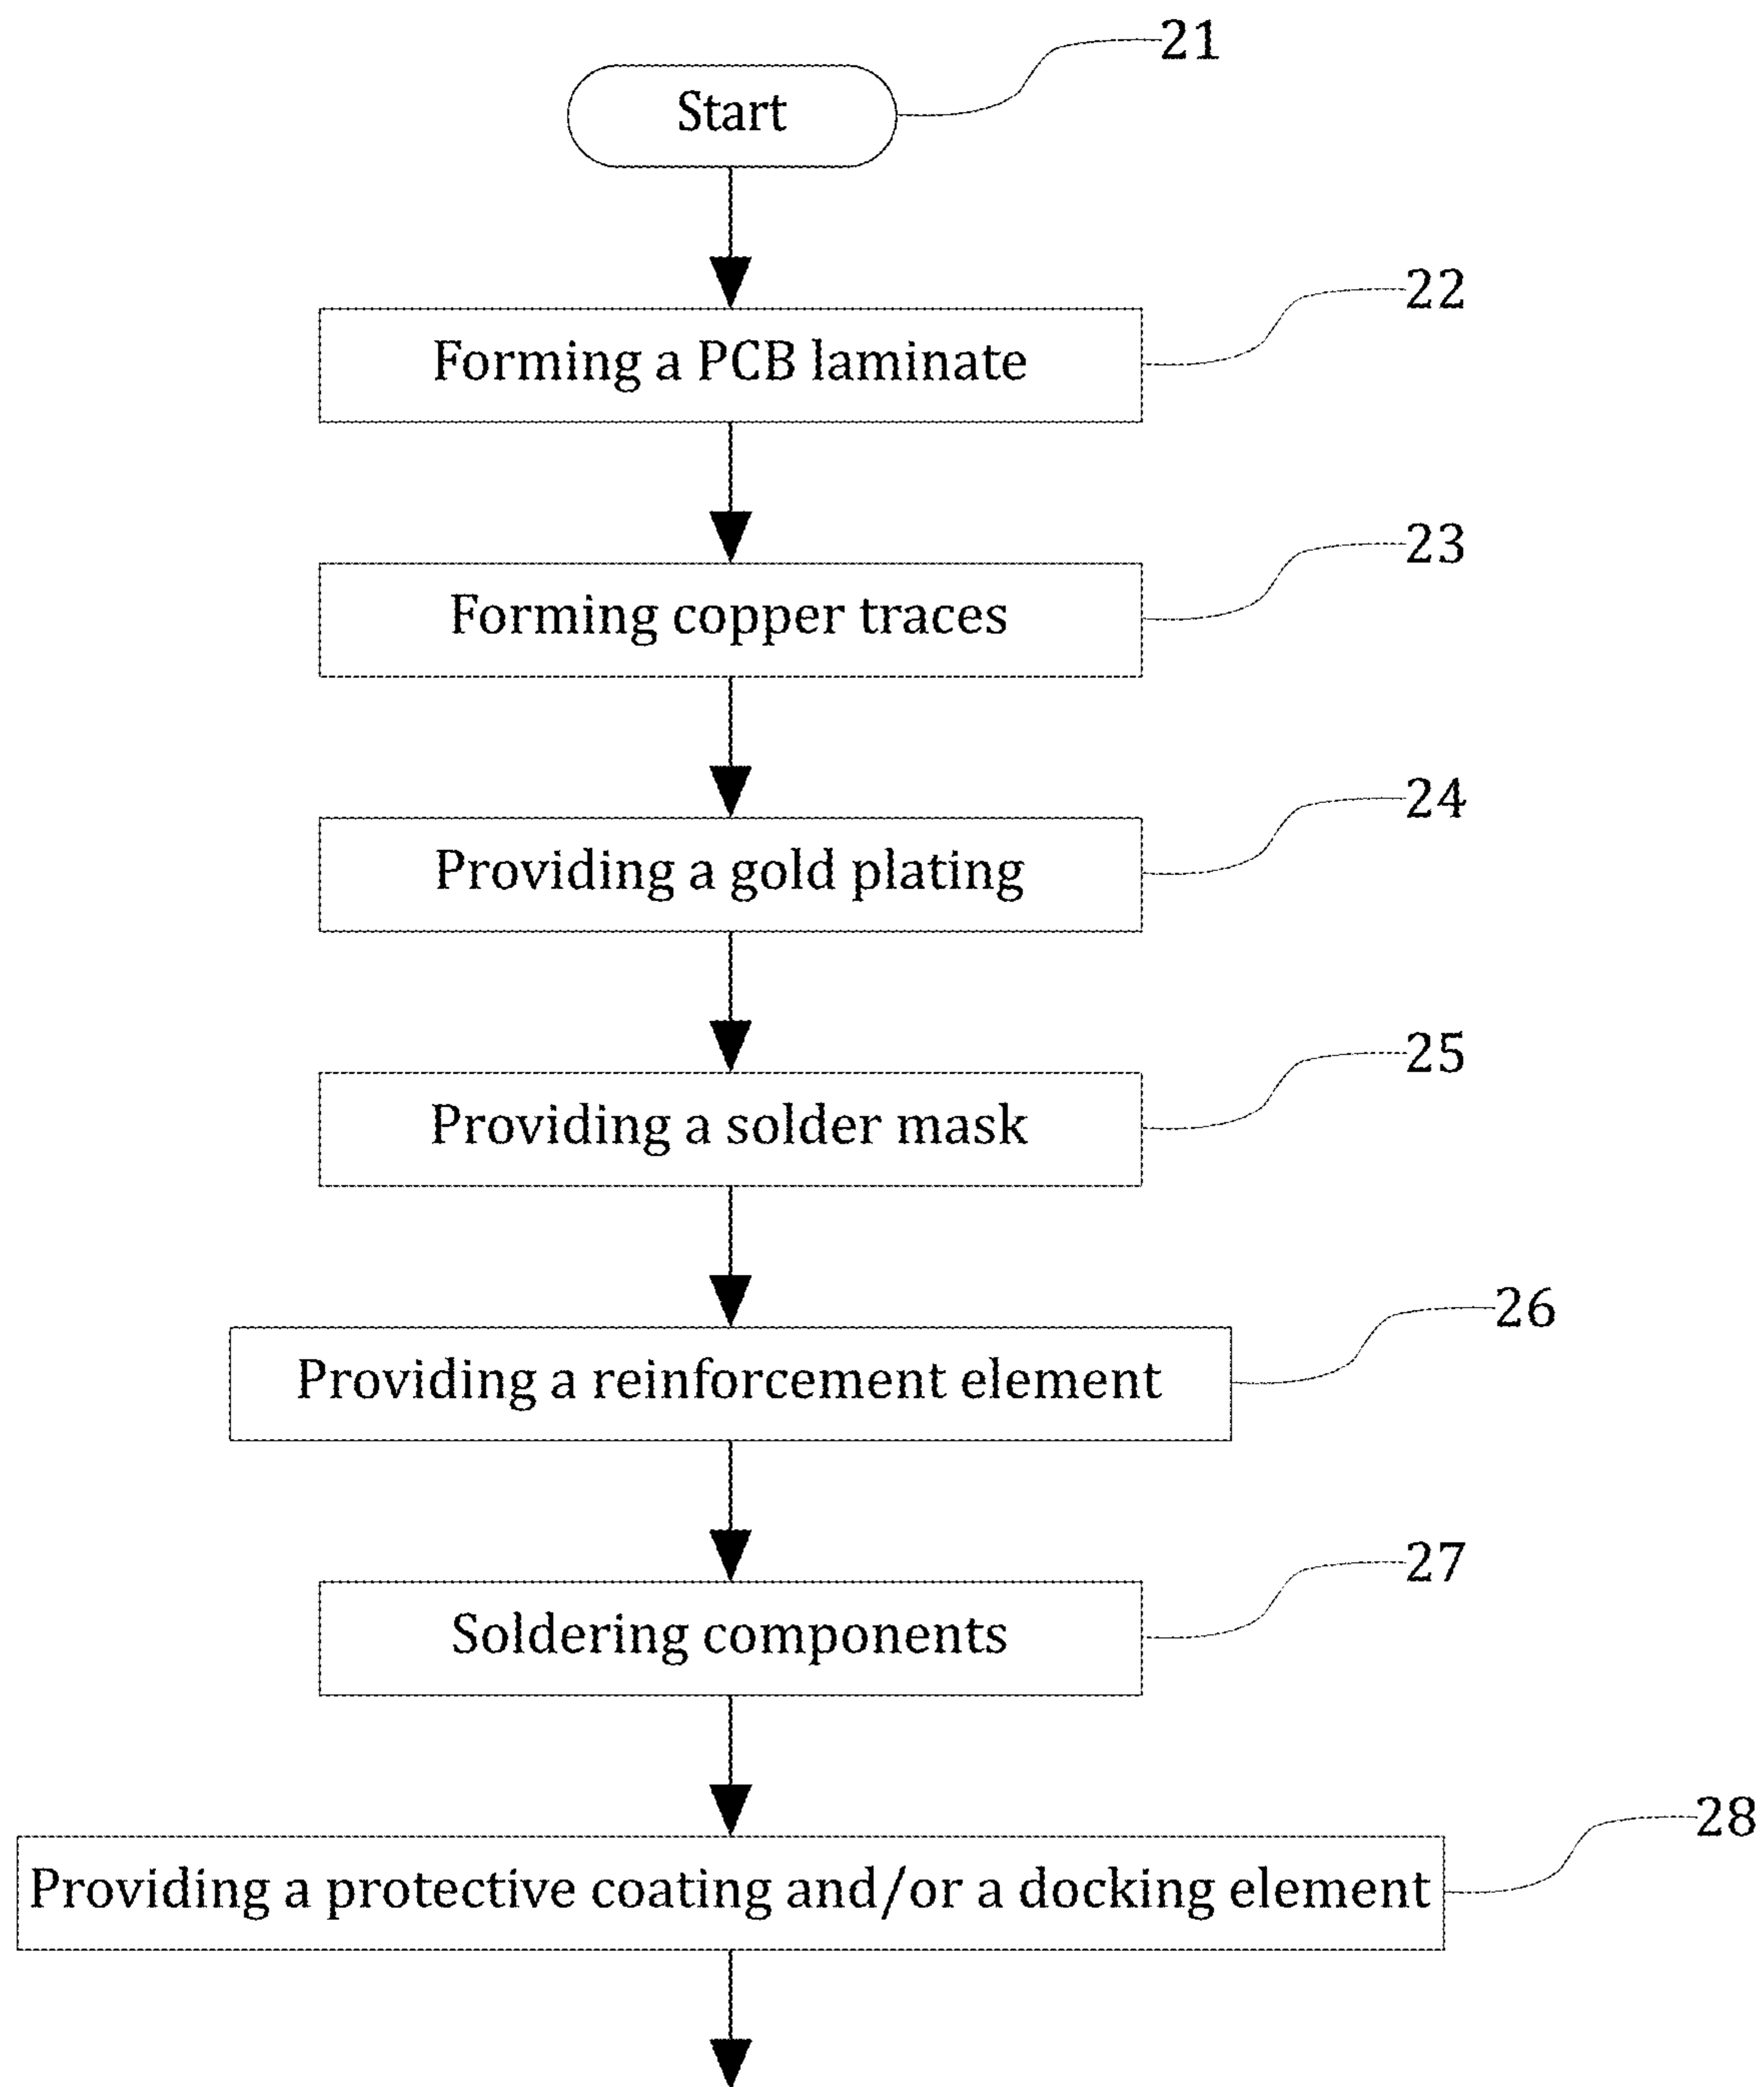 21
Start
22
Forming a PCB laminate
23
Forming copper traces
24
Providing a gold plating
25
Providing a solder mask
26
Providing a reinforcement element
27
Soldering components
28
Providing a protective coating and/or a docking element